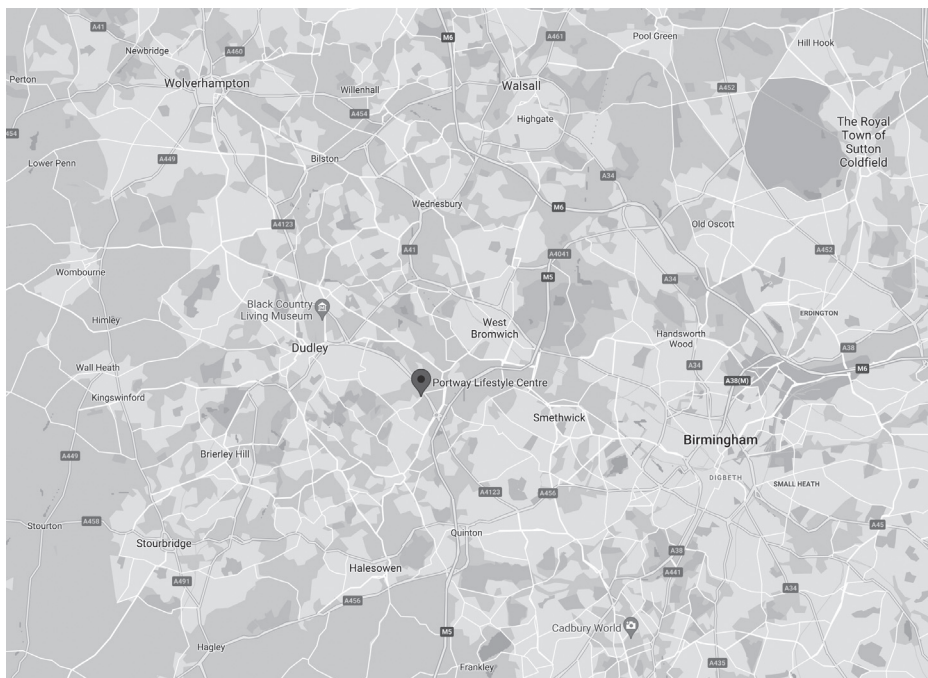 A41
M6
A461
Pool Green
Hill Hook
Newbridge
A460
Perton
Wolverhampton
Willenhall
Walsall
A452
A454
Highgate
The Royal
Town of
Sutton
Coldfield
454
A449
Lower Penn
Bilston
A34
Wednesbury
M6
A4123
Old Oscott
A41
A4041
A452
Wombourne
M5
A34
Black Country
Living Museum
Himley
West
Bromwich
ERDINGTON
Handsworth
Wood
Dudley
A38
Wall Heath
A34
M6
Portway Lifestyle Centre
A38(M)
Kingswinford
Smethwick
Birmingham
A449
Brierley Hill
DIGBETH
SMALL HEATH
A4123
A456
Stourton
A458
A45
Quinton
Stourbridge
A38
Halesowen
A441
A491
A34
A456
Cadbury World
M5
Hagley
Frankley
A435